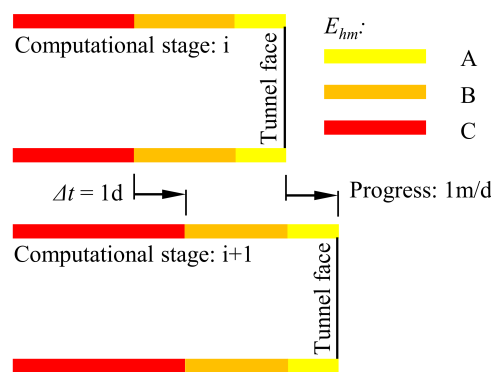 Computational stage: i
Tunnel face
E_hm:
A
B
C
Δt = 1d
Progress: 1m/d
Computational stage: i+1
Tunnel face